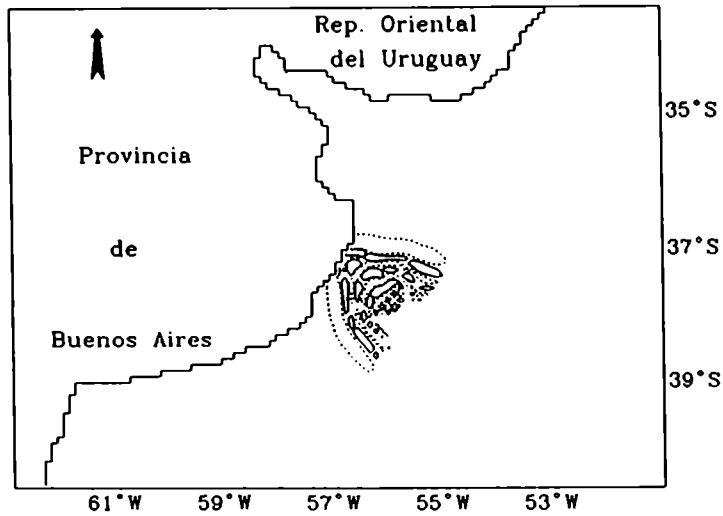 Rep. Oriental
del Uruguay
35°S
Provincia
de
37°S
Buenos Aires
39°S
61°W 59°W 57°W 55°W 53°W